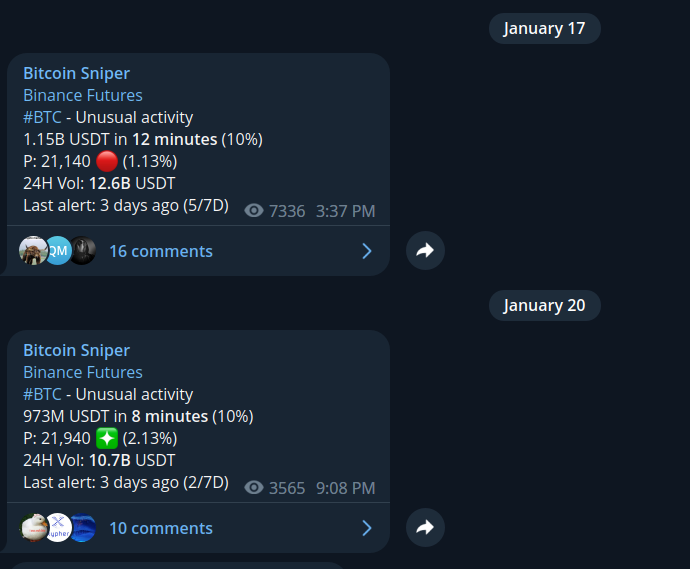 January 17
Bitcoin Sniper
Binance Futures
#BTC - Unusual activity
1.15B USDT in 12 minutes (10%)
P: 21,140 🔴 (1.13%)
24H Vol: 12.6B USDT
Last alert: 3 days ago (5/7D) 7336 3:37 PM
QM 16 comments
January 20
Bitcoin Sniper
Binance Futures
#BTC - Unusual activity
973M USDT in 8 minutes (10%)
P: 21,940 ❇️ (2.13%)
24H Vol: 10.7B USDT
Last alert: 3 days ago (2/7D) 3565 9:08 PM
10 comments